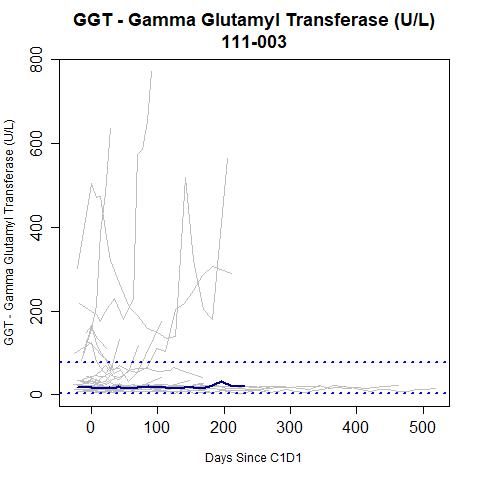 GGT - Gamma Glutamyl Transferase (U/L)
111-003
GGT - Gamma Glutamyl Transferase (U/L)
800
600
400
200
0
0 100 200 300 400 500
Days Since C1D1